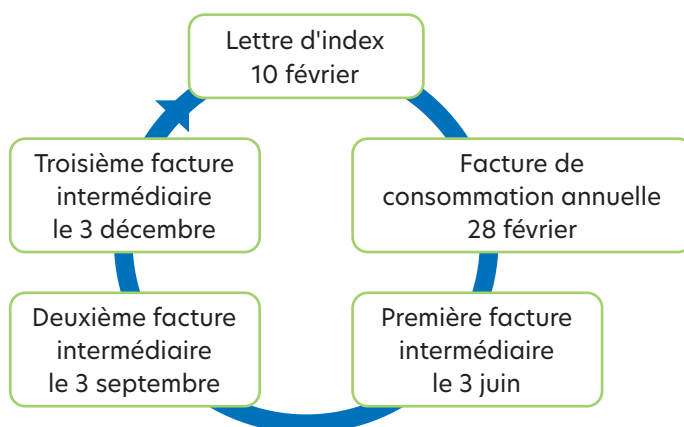 Lettre d'index
10 février
Facture de
consommation annuelle
28 février
Première facture
intermédiaire
le 3 juin
Deuxième facture
intermédiaire
le 3 septembre
Troisième facture
intermédiaire
le 3 décembre